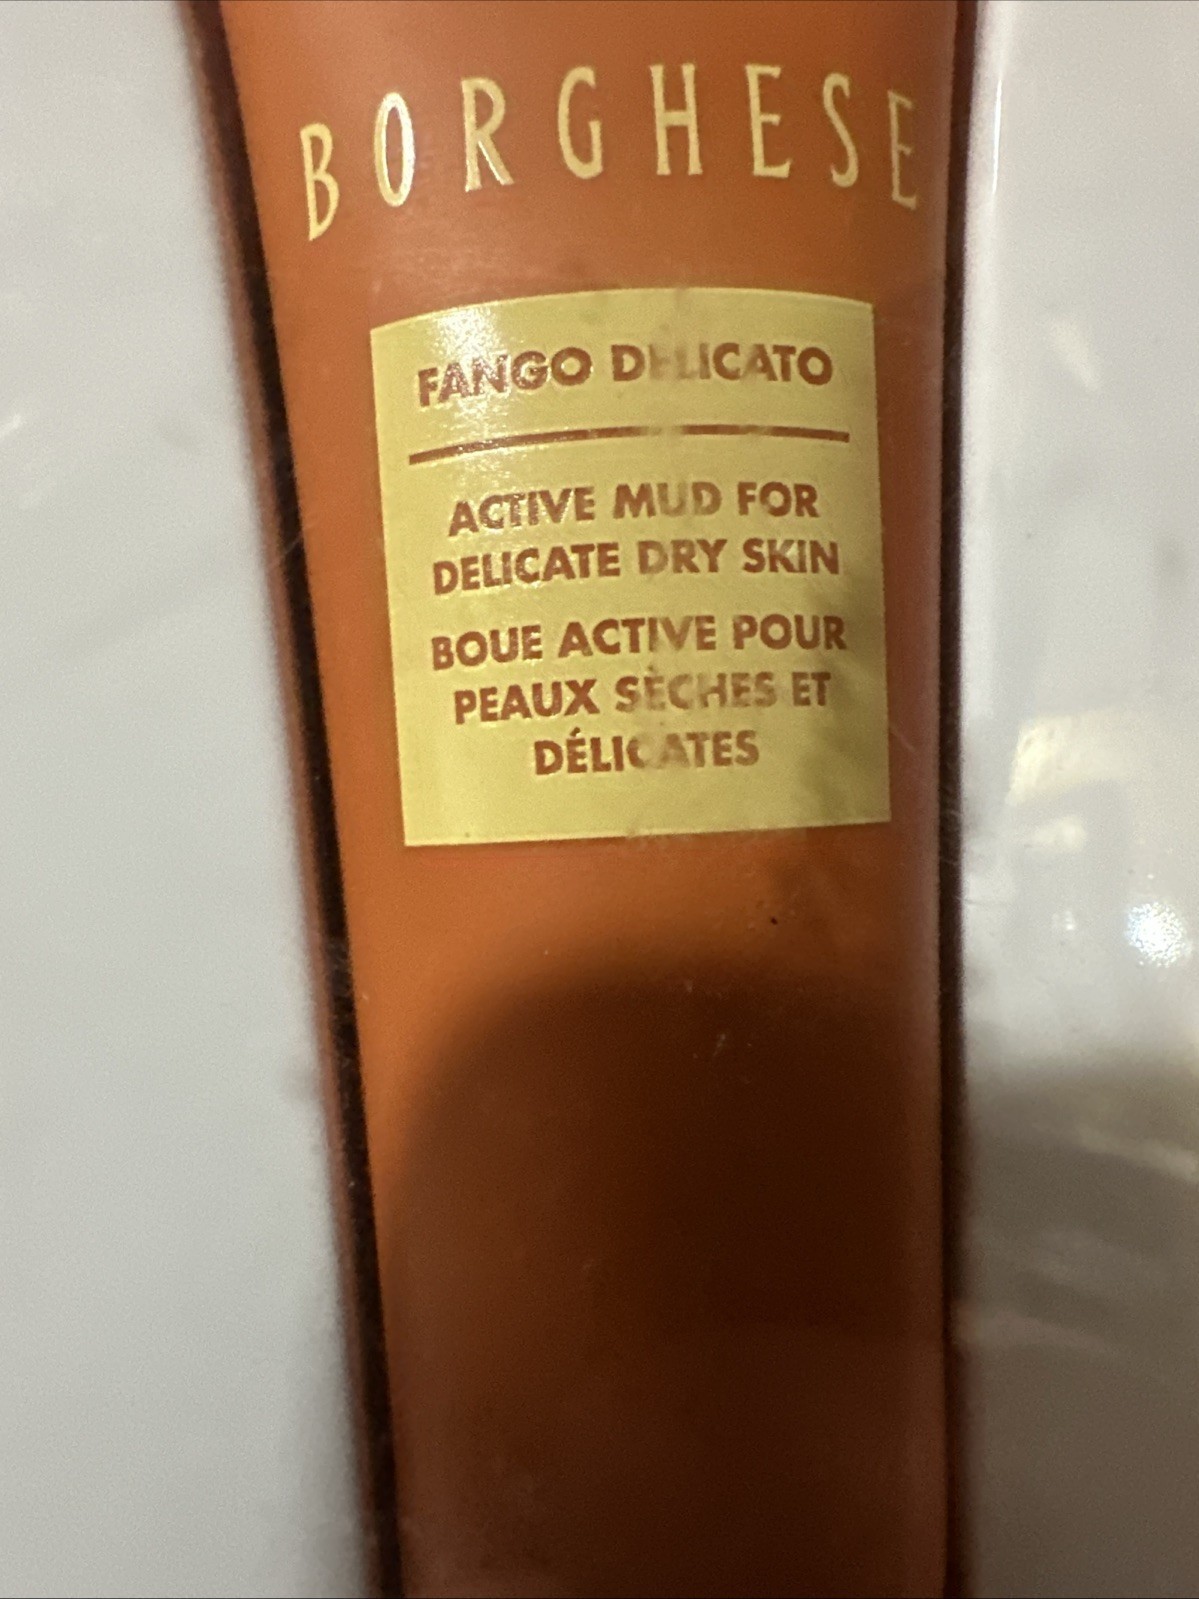 BORGHESE
FANGO DELICATO
ACTIVE MUD FOR
DELICATE DRY SKIN
BOUE ACTIVE POUR
PEAUX SÈCHES ET
DÉLICATES